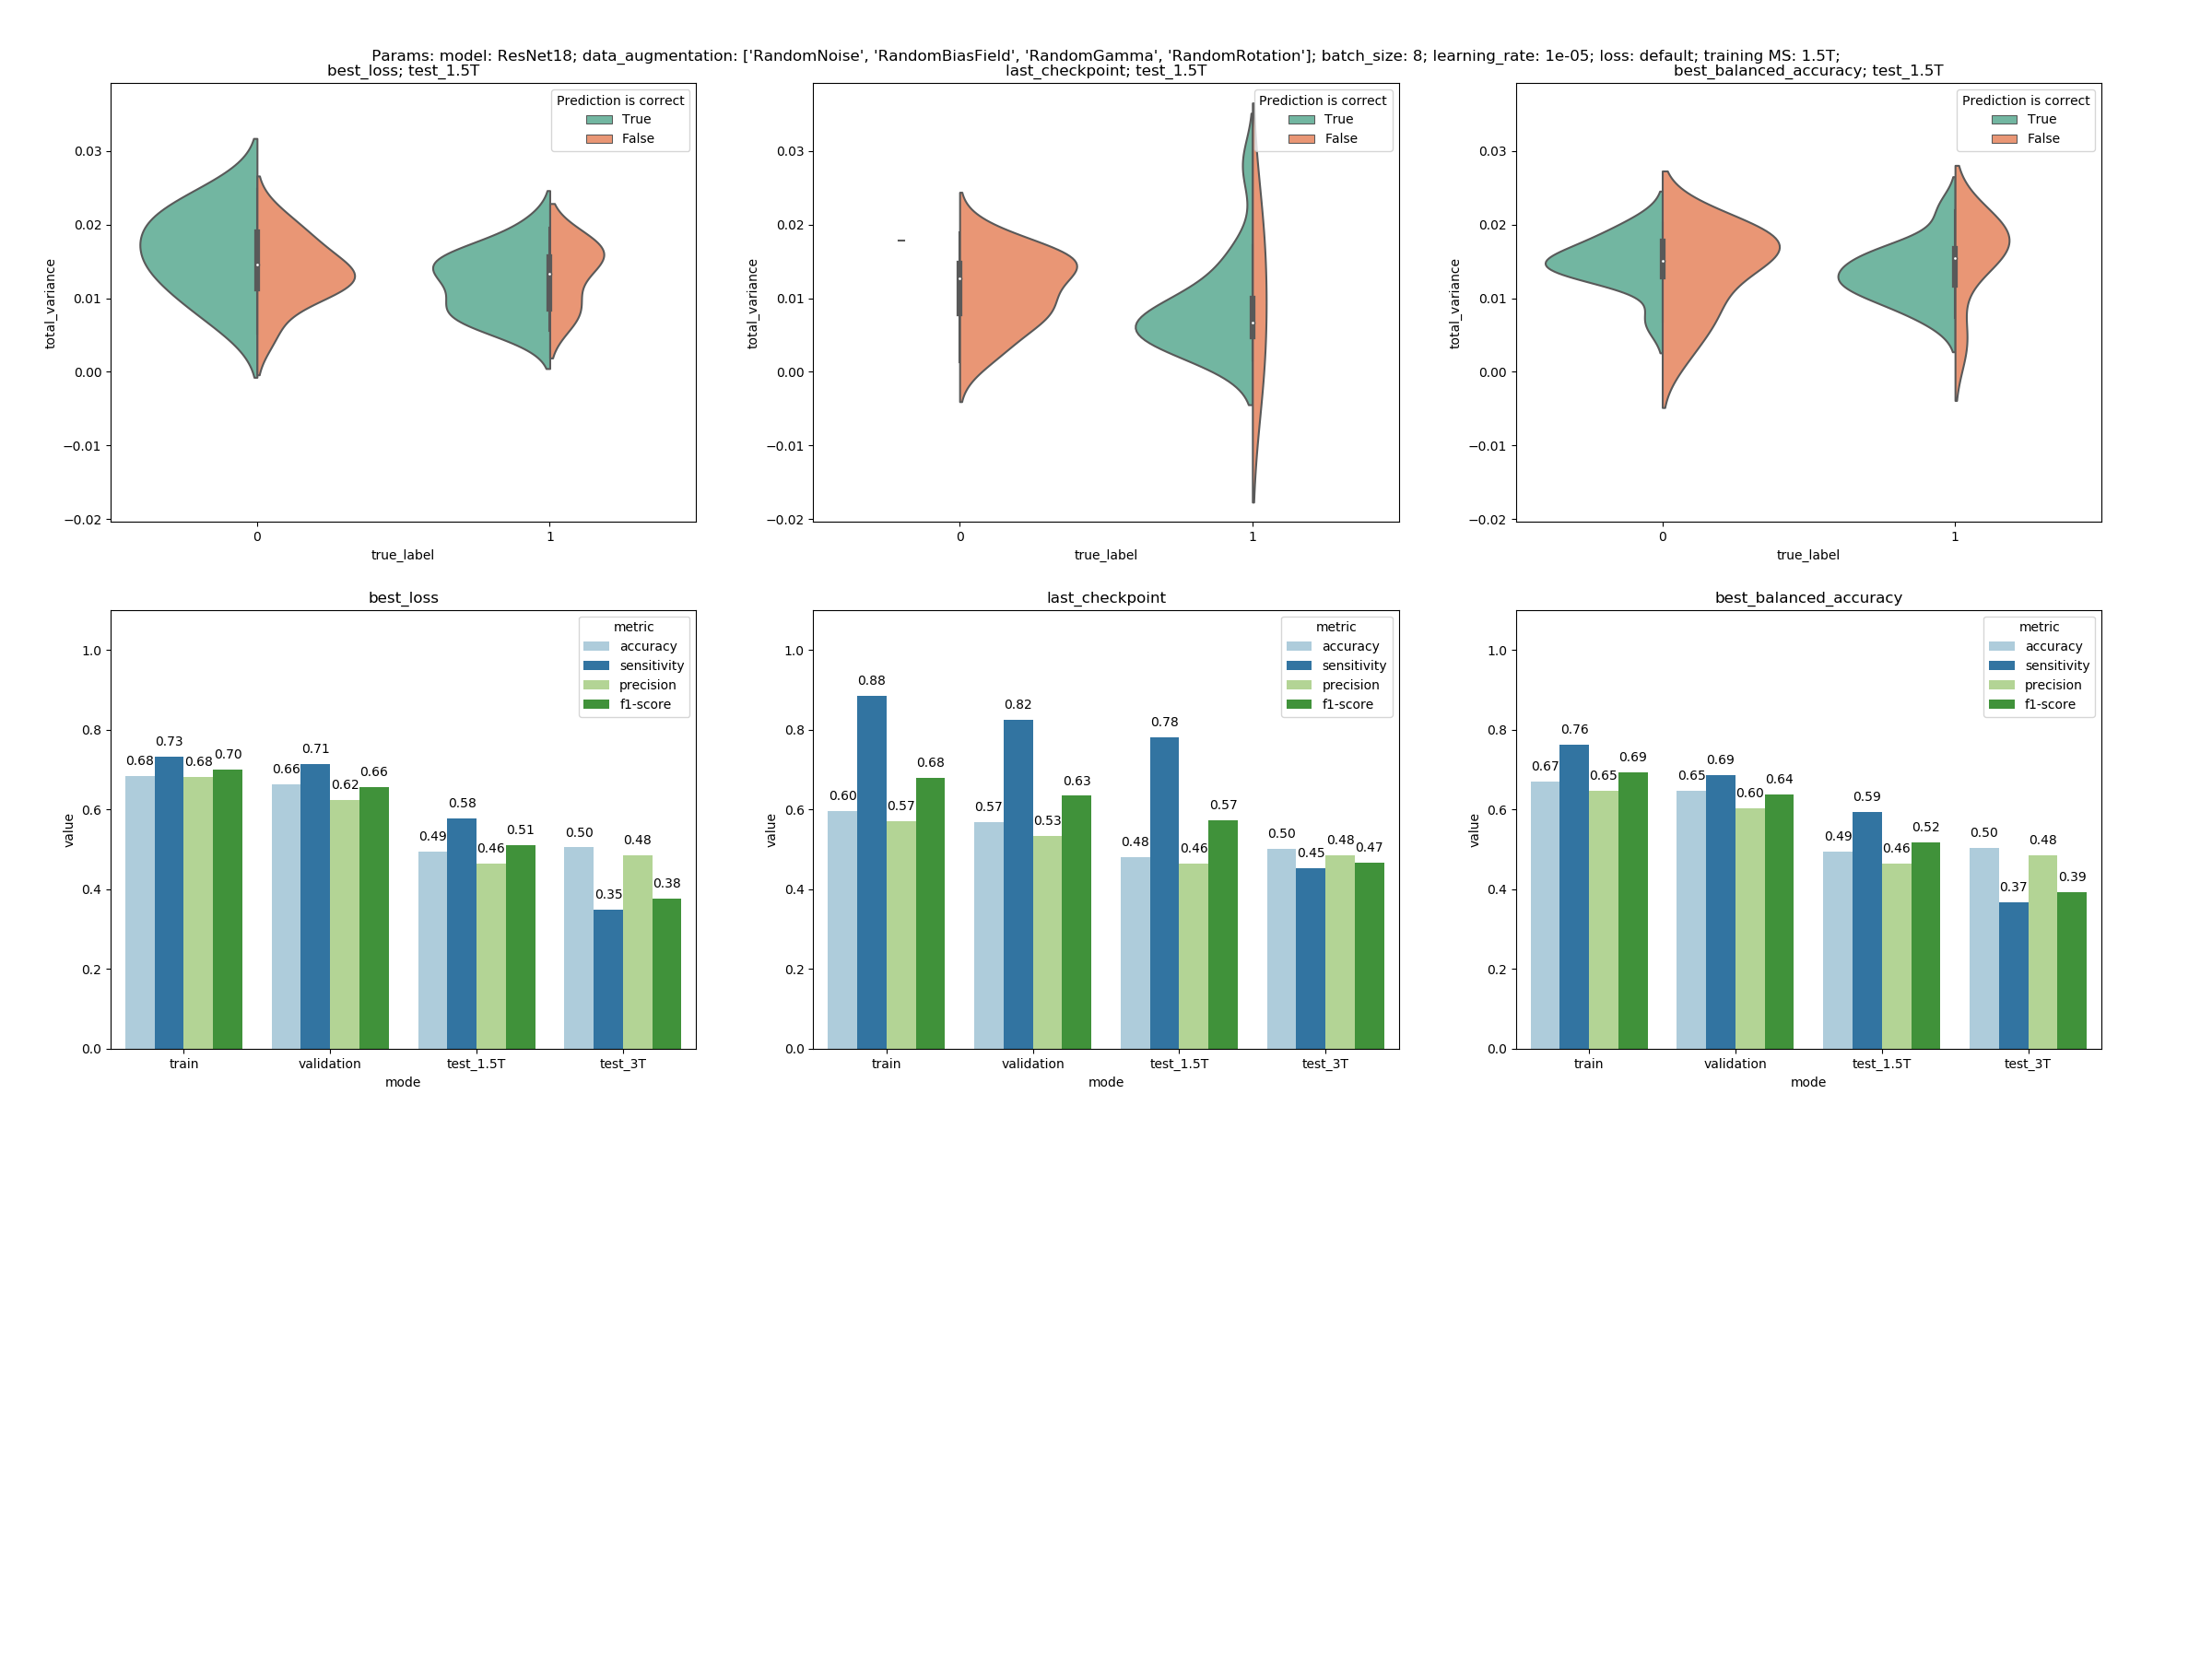 Params: model: ResNet18; data_augmentation: ['RandomNoise', 'RandomBiasField', 'RandomGamma', 'RandomRotation']; batch_size: 8; learning_rate: 1e-05; loss: default; training MS: 1.5T;
best_loss; test_1.5T
Prediction is correct
True
False
0.03
0.02
0.01
0.00
−0.01
−0.02
total_variance
0
1
true_label
last_checkpoint; test_1.5T
Prediction is correct
True
False
0.03
0.02
0.01
0.00
−0.01
−0.02
total_variance
0
1
true_label
best_balanced_accuracy; test_1.5T
Prediction is correct
True
False
0.03
0.02
0.01
0.00
−0.01
−0.02
total_variance
0
1
true_label
best_loss
metric
accuracy
sensitivity
precision
f1-score
1.0
0.8
0.6
0.4
0.2
0.0
value
0.68 0.73 0.68 0.70
0.66 0.71 0.62 0.66
0.49 0.58 0.46 0.51
0.50 0.35 0.48 0.38
train validation test_1.5T test_3T
mode
last_checkpoint
metric
accuracy
sensitivity
precision
f1-score
1.0
0.8
0.6
0.4
0.2
0.0
value
0.60 0.88 0.57 0.68
0.57 0.82 0.53 0.63
0.48 0.78 0.46 0.57
0.50 0.45 0.48 0.47
train validation test_1.5T test_3T
mode
best_balanced_accuracy
metric
accuracy
sensitivity
precision
f1-score
1.0
0.8
0.6
0.4
0.2
0.0
value
0.67 0.76 0.65 0.69
0.65 0.69 0.60 0.64
0.49 0.59 0.46 0.52
0.50 0.37 0.48 0.39
train validation test_1.5T test_3T
mode